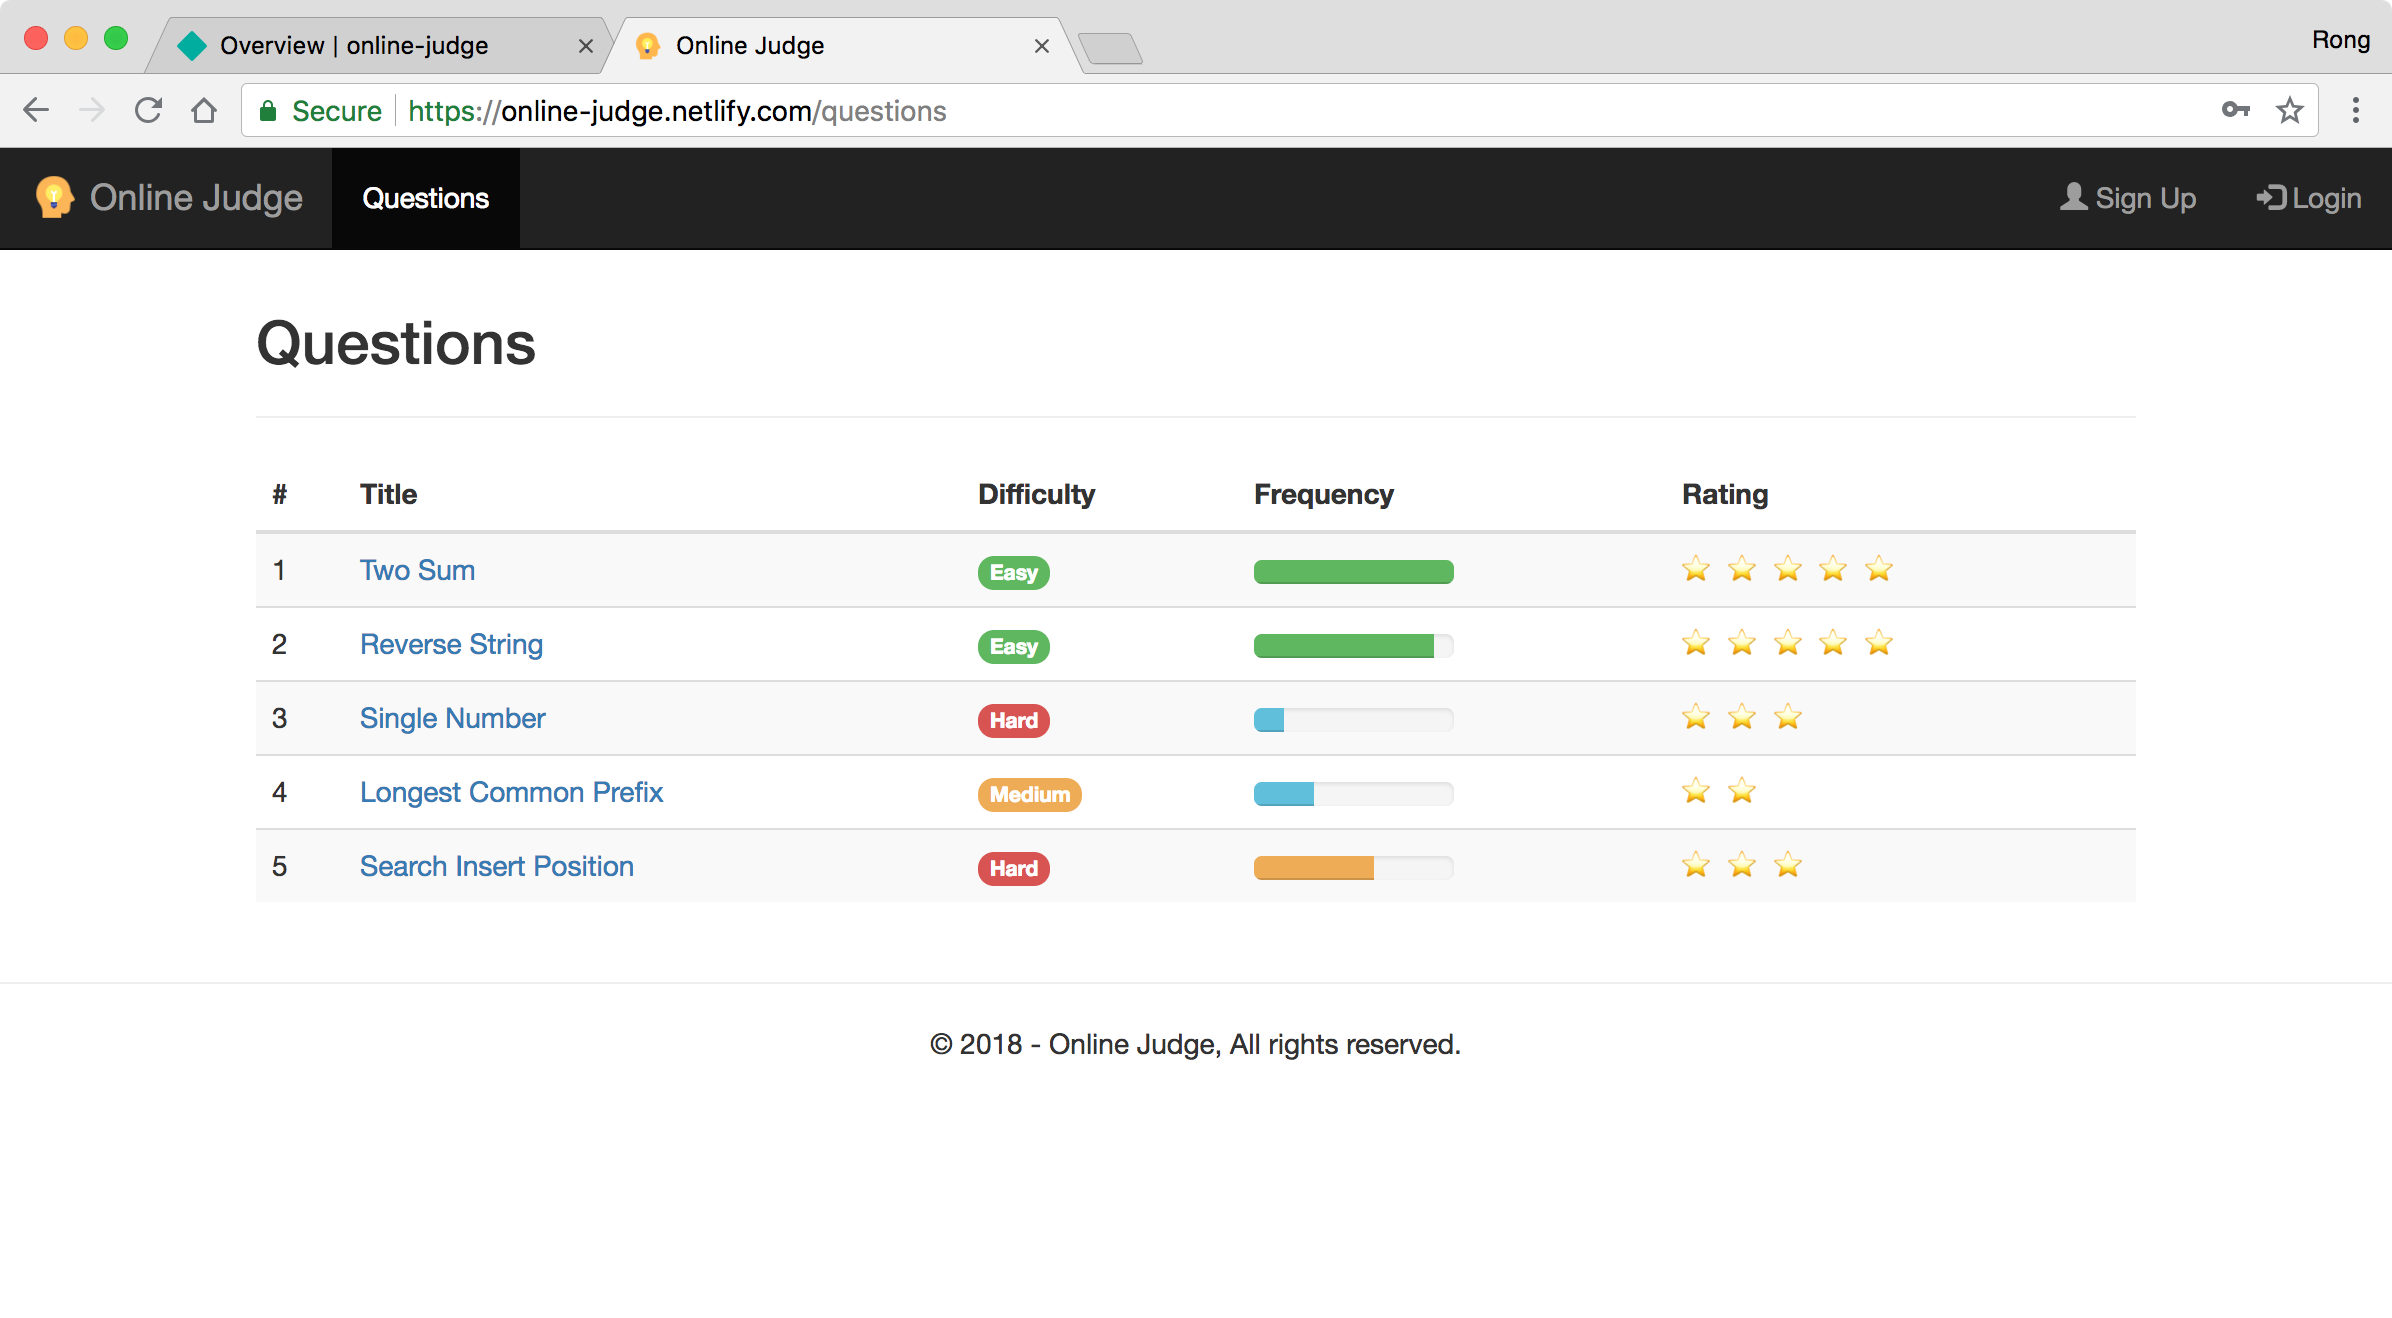 Overview | online-judge
Online Judge
Rong
Secure https://online-judge.netlify.com/questions
Online Judge Questions Sign Up Login
Questions
# Title Difficulty Frequency Rating
1 Two Sum Easy
2 Reverse String Easy
3 Single Number Hard
4 Longest Common Prefix Medium
5 Search Insert Position Hard
© 2018 - Online Judge, All rights reserved.